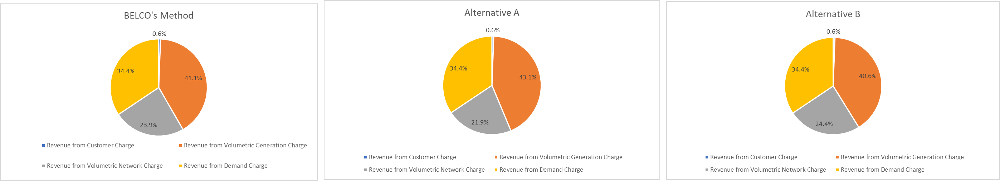 BELCO's Method
0.6%
34.4%
41.1%
23.9%
Revenue from Customer Charge
Revenue from Volumetric Generation Charge
Revenue from Volumetric Network Charge
Revenue from Demand Charge
Alternative A
0.6%
34.4%
43.1%
21.9%
Revenue from Customer Charge
Revenue from Volumetric Generation Charge
Revenue from Volumetric Network Charge
Revenue from Demand Charge
Alternative B
0.6%
34.4%
40.6%
24.4%
Revenue from Customer Charge
Revenue from Volumetric Generation Charge
Revenue from Volumetric Network Charge
Revenue from Demand Charge